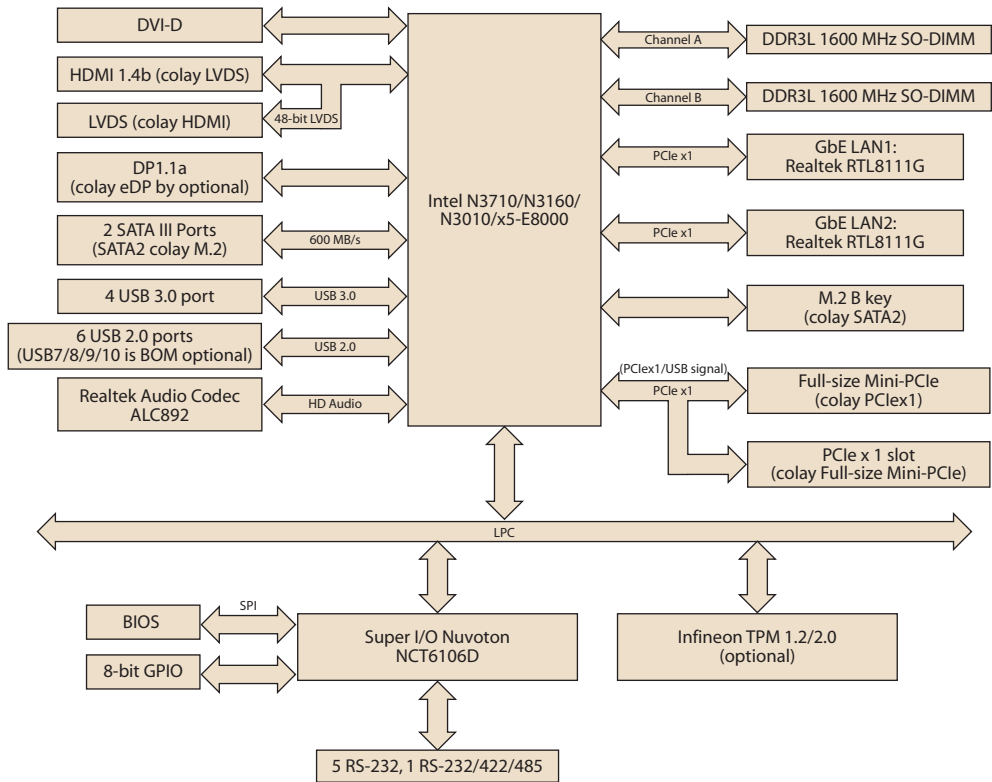 DVI-D
HDMI 1.4b (colay LVDS)
48-bit LVDS
LVDS (colay HDMI)
DP1.1a
(colay eDP by optional)
2 SATA III Ports
(SATA2 colay M.2)
600 MB/s
4 USB 3.0 port
USB 3.0
6 USB 2.0 ports
(USB7/8/9/10 is BOM optional)
USB 2.0
Realtek Audio Codec
ALC892
HD Audio
Intel N3710/N3160/
N3010/x5-E8000
Channel A
DDR3L 1600 MHz SO-DIMM
Channel B
DDR3L 1600 MHz SO-DIMM
PCIe x1
GbE LAN1:
Realtek RTL8111G
PCIe x1
GbE LAN2:
Realtek RTL8111G
M.2 B key
(colay SATA2)
(PCIex1/USB signal)
PCIe x1
Full-size Mini-PCIe
(colay PCIex1)
PCIe x 1 slot
(colay Full-size Mini-PCIe)
LPC
BIOS
SPI
8-bit GPIO
Super I/O Nuvoton
NCT6106D
Infineon TPM 1.2/2.0
(optional)
5 RS-232, 1 RS-232/422/485